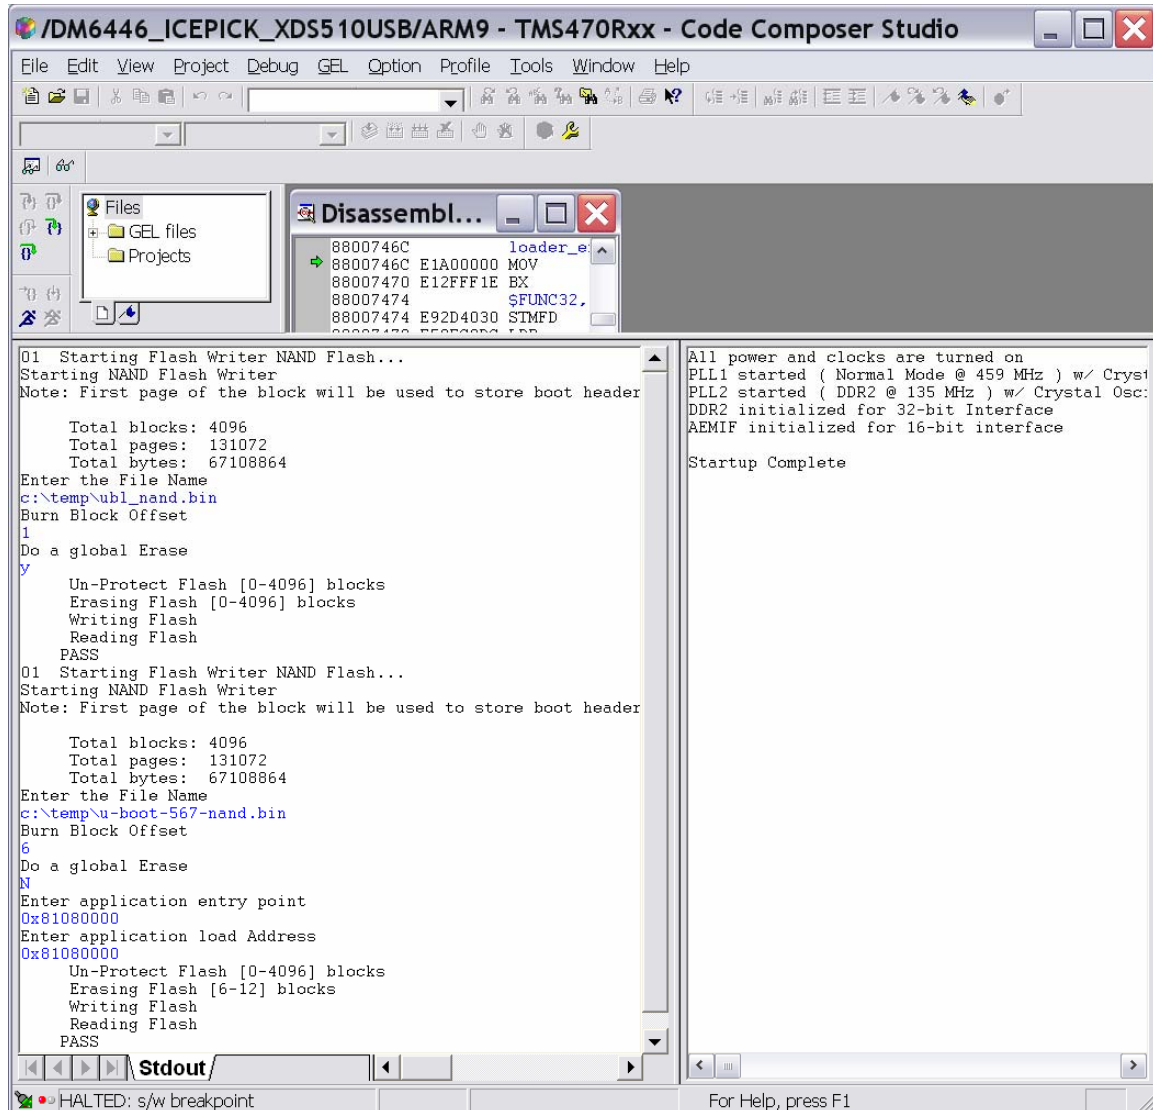 /DM6446_ICEPICK_XDS510USB/ARM9 - TMS470Rxx - Code Composer Studio
File Edit View Project Debug GEL Option Profile Tools Window Help
Files
GEL files
Projects
Disassembl...
8800746C loader_e
8800746C E1A00000 MOV
88007470 E12FFF1E BX
88007474 $FUNC32,
88007474 E92D4030 STMFD
01 Starting Flash Writer NAND Flash...
Starting NAND Flash Writer
Note: First page of the block will be used to store boot header
Total blocks: 4096
Total pages: 131072
Total bytes: 67108864
Enter the File Name
c:\temp\ubl_nand.bin
Burn Block Offset
1
Do a global Erase
y
Un-Protect Flash [0-4096] blocks
Erasing Flash [0-4096] blocks
Writing Flash
Reading Flash
PASS
01 Starting Flash Writer NAND Flash...
Starting NAND Flash Writer
Note: First page of the block will be used to store boot header
Total blocks: 4096
Total pages: 131072
Total bytes: 67108864
Enter the File Name
c:\temp\u-boot-567-nand.bin
Burn Block Offset
6
Do a global Erase
N
Enter application entry point
0x81080000
Enter application load Address
0x81080000
Un-Protect Flash [0-4096] blocks
Erasing Flash [6-12] blocks
Writing Flash
Reading Flash
PASS
Stdout
All power and clocks are turned on
PLL1 started ( Normal Mode @ 459 MHz ) w/ Cryst
PLL2 started ( DDR2 @ 135 MHz ) w/ Crystal Osc
DDR2 initialized for 32-bit Interface
AEMIF initialized for 16-bit interface
Startup Complete
HALTED: s/w breakpoint
For Help, press F1